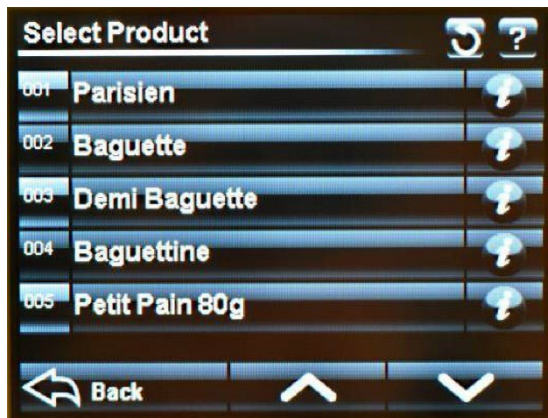 Select Product
?
001 Parisien i
002 Baguette i
003 Demi Baguette i
004 Baguettine i
005 Petit Pain 80g i
Back